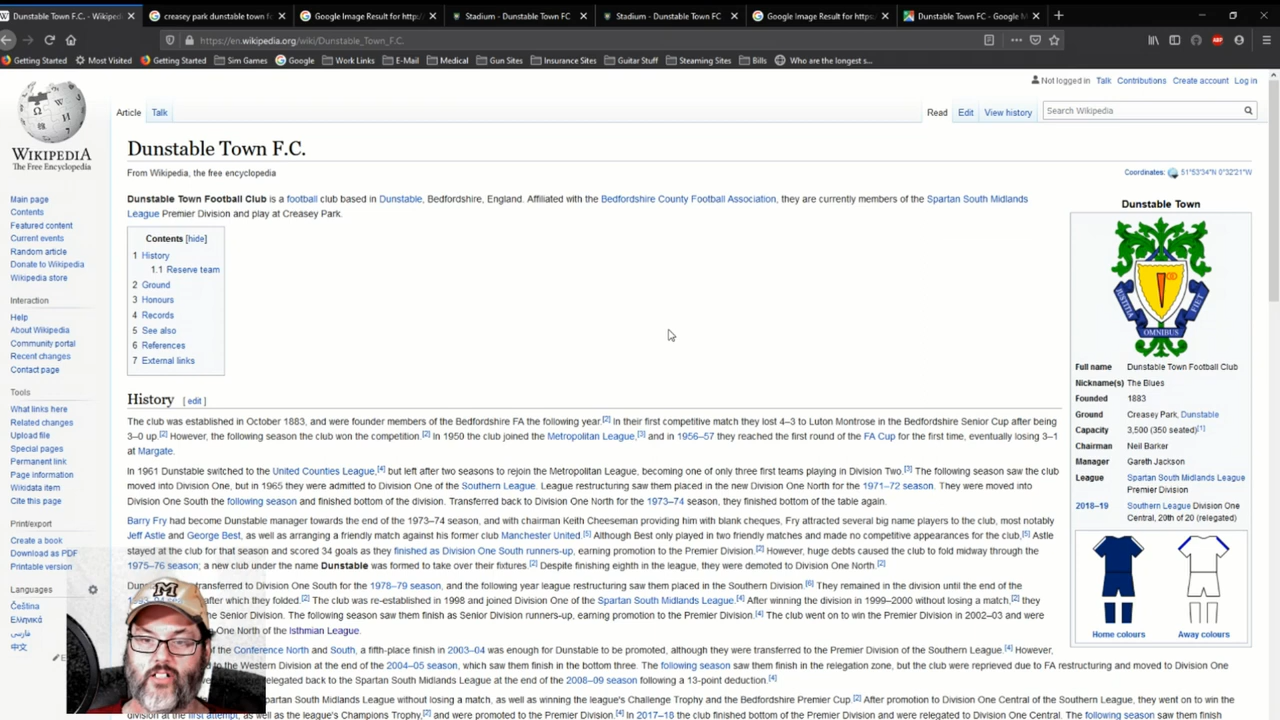 Dunstable Town F.C. - Wikiped
creasey park dunstable town fo
Google Image Result for http:/
Stadium - Dunstable Town FC
Stadium - Dunstable Town FC
Google Image Result for http:/
Dunstable Town FC - Google M
https://en.wikipedia.org/wiki/Dunstable_Town_F.C.
Getting Started Most Visited Getting Started Sim Games Google Work Links E-Mail Medical Gun Sites Insurance Sites Guitar Stuff Steaming Sites Bills Who are the longest s...
Not logged in Talk Contributions Create account Log in
Article Talk Read Edit View history Search Wikipedia
WIKIPEDIA
The Free Encyclopedia
Main page
Contents
Featured content
Current events
Random article
Donate to Wikipedia
Wikipedia store
Interaction
Help
About Wikipedia
Community portal
Recent changes
Contact page
Tools
What links here
Related changes
Upload file
Special pages
Permanent link
Page information
Wikidata item
Cite this page
Print/export
Create a book
Download as PDF
Printable version
Languages
Čeština
Ελληνικά
فارسی
中文
Dunstable Town F.C.
From Wikipedia, the free encyclopedia
Coordinates: 51°53′34″N 0°32′21″W
Dunstable Town Football Club is a football club based in Dunstable, Bedfordshire, England. Affiliated with the Bedfordshire County Football Association, they are currently members of the Spartan South Midlands
League Premier Division and play at Creasey Park.
Contents [hide]
1 History
1.1 Reserve team
2 Ground
3 Honours
4 Records
5 See also
6 References
7 External links
History [ edit ]
The club was established in October 1883, and were founder members of the Bedfordshire FA the following year.[2] In their first competitive match they lost 4–3 to Luton Montrose in the Bedfordshire Senior Cup after being
3–0 up.[2] However, the following season the club won the competition.[2] In 1950 the club joined the Metropolitan League,[3] and in 1956–57 they reached the first round of the FA Cup for the first time, eventually losing 3–1
at Margate.
In 1961 Dunstable switched to the United Counties League,[4] but left after two seasons to rejoin the Metropolitan League, becoming one of only three first teams playing in Division Two.[3] The following season saw the club
moved into Division One, but in 1965 they were admitted to Division One of the Southern League. League restructuring saw them placed in the new Division One North for the 1971–72 season. They were moved into
Division One South the following season and finished bottom of the division. Transferred back to Division One North for the 1973–74 season, they finished bottom of the table again.
Barry Fry had become Dunstable manager towards the end of the 1973–74 season, and with chairman Keith Cheeseman providing him with blank cheques, Fry attracted several big name players to the club, most notably
Jeff Astle and George Best, as well as arranging a friendly match against his former club Manchester United.[5] Although Best only played in two friendly matches and made no competitive appearances for the club,[5] Astle
stayed at the club for that season and scored 34 goals as they finished as Division One South runners-up, earning promotion to the Premier Division.[2] However, huge debts caused the club to fold midway through the
1975–76 season; a new club under the name Dunstable was formed to take over their fixtures.[2] Despite finishing eighth in the league, they were demoted to Division One North.[2]
transferred to Division One South for the 1978–79 season, and the following year league restructuring saw them placed in the Southern Division.[6] They remained in the division until the end of the
after which they folded.[2] The club was re-established in 1998 and joined Division One of the Spartan South Midlands League.[4] After winning the division in 1999–2000 without losing a match,[2] they
the Senior Division. The following season saw them finish as Division One runners-up, earning promotion to the Premier Division.[4] The club went on to win the Premier Division in 2002–03 and were
One North of the Isthmian League.
of the Conference North and South, a fifth-place finish in 2003–04 was enough for Dunstable to be promoted, although they were transferred to the Premier Division of the Southern League.[4] However,
to the Western Division at the end of the 2004–05 season, which saw them finish in the bottom three. The following season saw them finish in the relegation zone, but the club were reprieved due to FA restructuring and moved to Division One
relegated back to the Spartan South Midlands League at the end of the 2008–09 season following a 13-point deduction.[4]
Spartan South Midlands League without losing a match, as well as winning the league's Challenge Trophy and the Bedfordshire Premier Cup.[2] After promotion to Division One Central of the Southern League, they went on to win the
division at the first attempt, as well as the league's Champions Trophy,[2] and were promoted to the Premier Division.[4] In 2017–18 the club finished bottom of the Premier Division and were relegated to Division One Central. The following season saw them finish
Dunstable Town
JUSTITIA OMNIBUS FIET
Full name Dunstable Town Football Club
Nickname(s) The Blues
Founded 1883
Ground Creasey Park, Dunstable
Capacity 3,500 (350 seated)[1]
Chairman Neil Barker
Manager Gareth Jackson
League Spartan South Midlands League
Premier Division
2018–19 Southern League Division One
Central, 20th of 20 (relegated)
Home colours Away colours
M